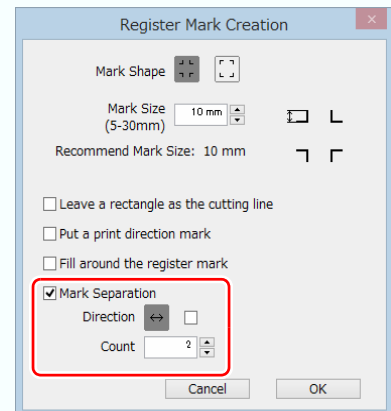 Register Mark Creation
Mark Shape
Mark Size
(5-30mm)
10 mm
Recommend Mark Size: 10 mm
Leave a rectangle as the cutting line
Put a print direction mark
Fill around the register mark
Mark Separation
Direction
Count
2
Cancel
OK